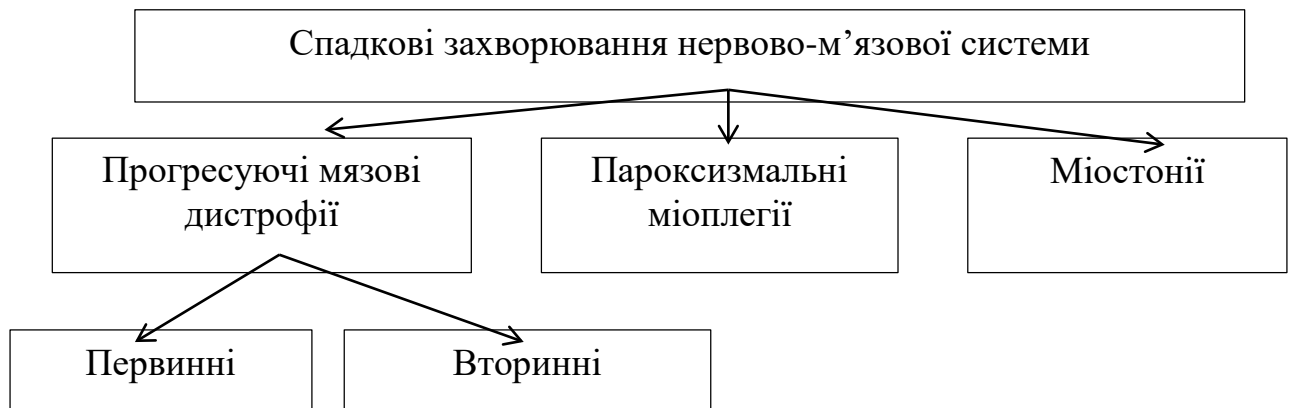 Спадкові захворювання нервово-м’язової системи
Прогресуючі мязові
дистрофії
Пароксизмальні
міоплегії
Міостонії
Первинні
Вторинні